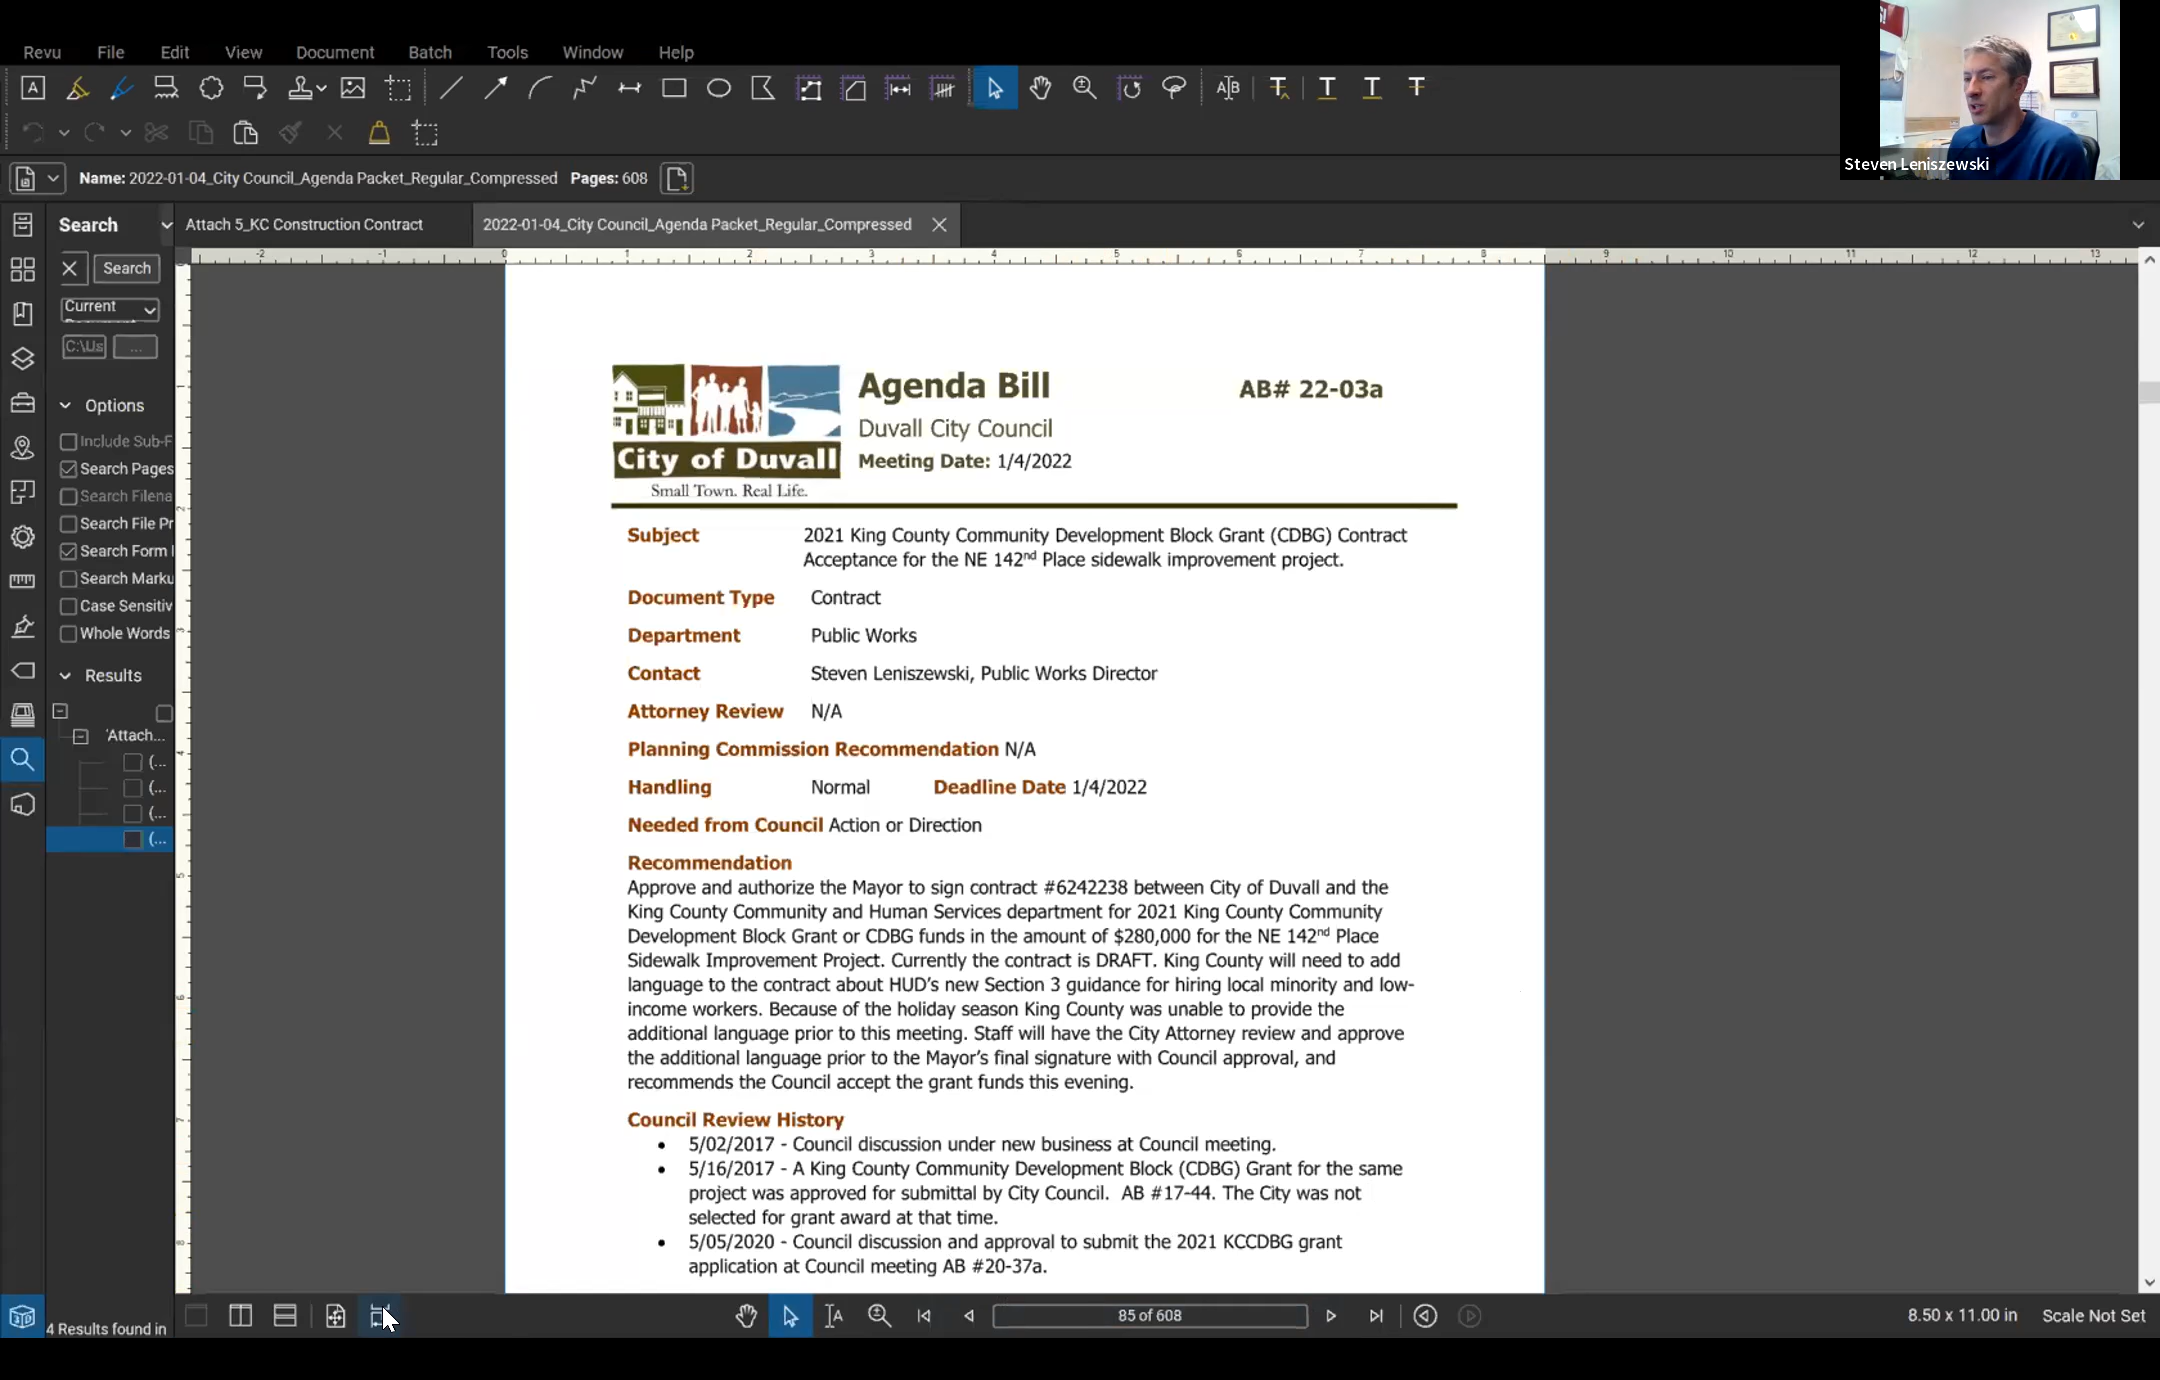 Revu File Edit View Document Batch Tools Window Help
Steven Leniszewski
Name: 2022-01-04_City Council_Agenda Packet_Regular_Compressed Pages: 608
Search
Attach 5_KC Construction Contract
2022-01-04_City Council_Agenda Packet_Regular_Compressed
-2 -1 0 1 2 3 4 5 6 7 8 9 10 11 12 13
Search
Current
C:\Us ...
Options
Include Sub-F
Search Pages
Search Filena
Search File Pr
Search Form
Search Marku
Case Sensitiv
Whole Words
Results
'Attach...
(...
(...
(...
(...
4 Results found in
City of Duvall
Small Town. Real Life.
Agenda Bill
AB# 22-03a
Duvall City Council
Meeting Date: 1/4/2022
Subject 2021 King County Community Development Block Grant (CDBG) Contract
Acceptance for the NE 142nd Place sidewalk improvement project.
Document Type Contract
Department Public Works
Contact Steven Leniszewski, Public Works Director
Attorney Review N/A
Planning Commission Recommendation N/A
Handling Normal Deadline Date 1/4/2022
Needed from Council Action or Direction
Recommendation
Approve and authorize the Mayor to sign contract #6242238 between City of Duvall and the
King County Community and Human Services department for 2021 King County Community
Development Block Grant or CDBG funds in the amount of $280,000 for the NE 142nd Place
Sidewalk Improvement Project. Currently the contract is DRAFT. King County will need to add
language to the contract about HUD's new Section 3 guidance for hiring local minority and low-
income workers. Because of the holiday season King County was unable to provide the
additional language prior to this meeting. Staff will have the City Attorney review and approve
the additional language prior to the Mayor's final signature with Council approval, and
recommends the Council accept the grant funds this evening.
Council Review History
• 5/02/2017 - Council discussion under new business at Council meeting.
• 5/16/2017 - A King County Community Development Block (CDBG) Grant for the same
project was approved for submittal by City Council. AB #17-44. The City was not
selected for grant award at that time.
• 5/05/2020 - Council discussion and approval to submit the 2021 KCCDBG grant
application at Council meeting AB #20-37a.
85 of 608
8.50 x 11.00 in
Scale Not Set